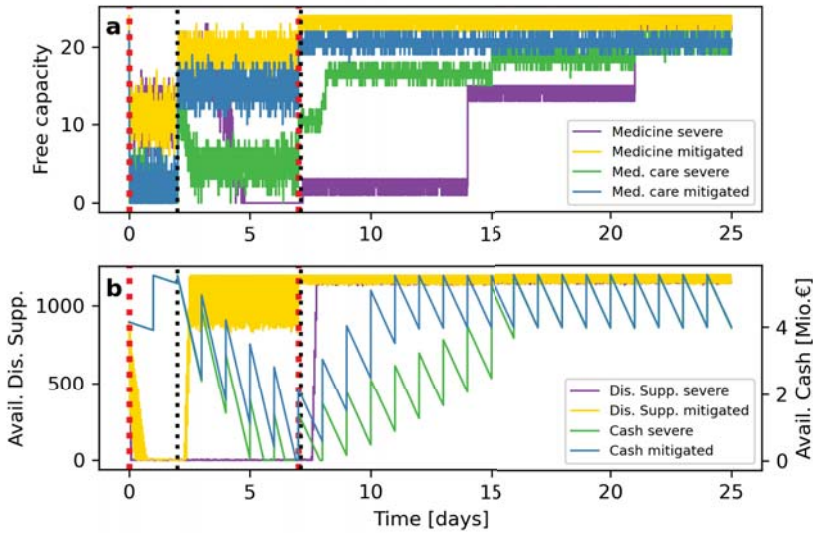 a
Free capacity
20
10
0
Medicine severe
Medicine mitigated
Med. care severe
Med. care mitigated
0
5
10
15
20
25
b
Avail. Dis. Supp.
1000
500
0
Avail. Cash [Mio.€]
4
2
0
Dis. Supp. severe
Dis. Supp. mitigated
Cash severe
Cash mitigated
0
5
10
15
20
25
Time [days]